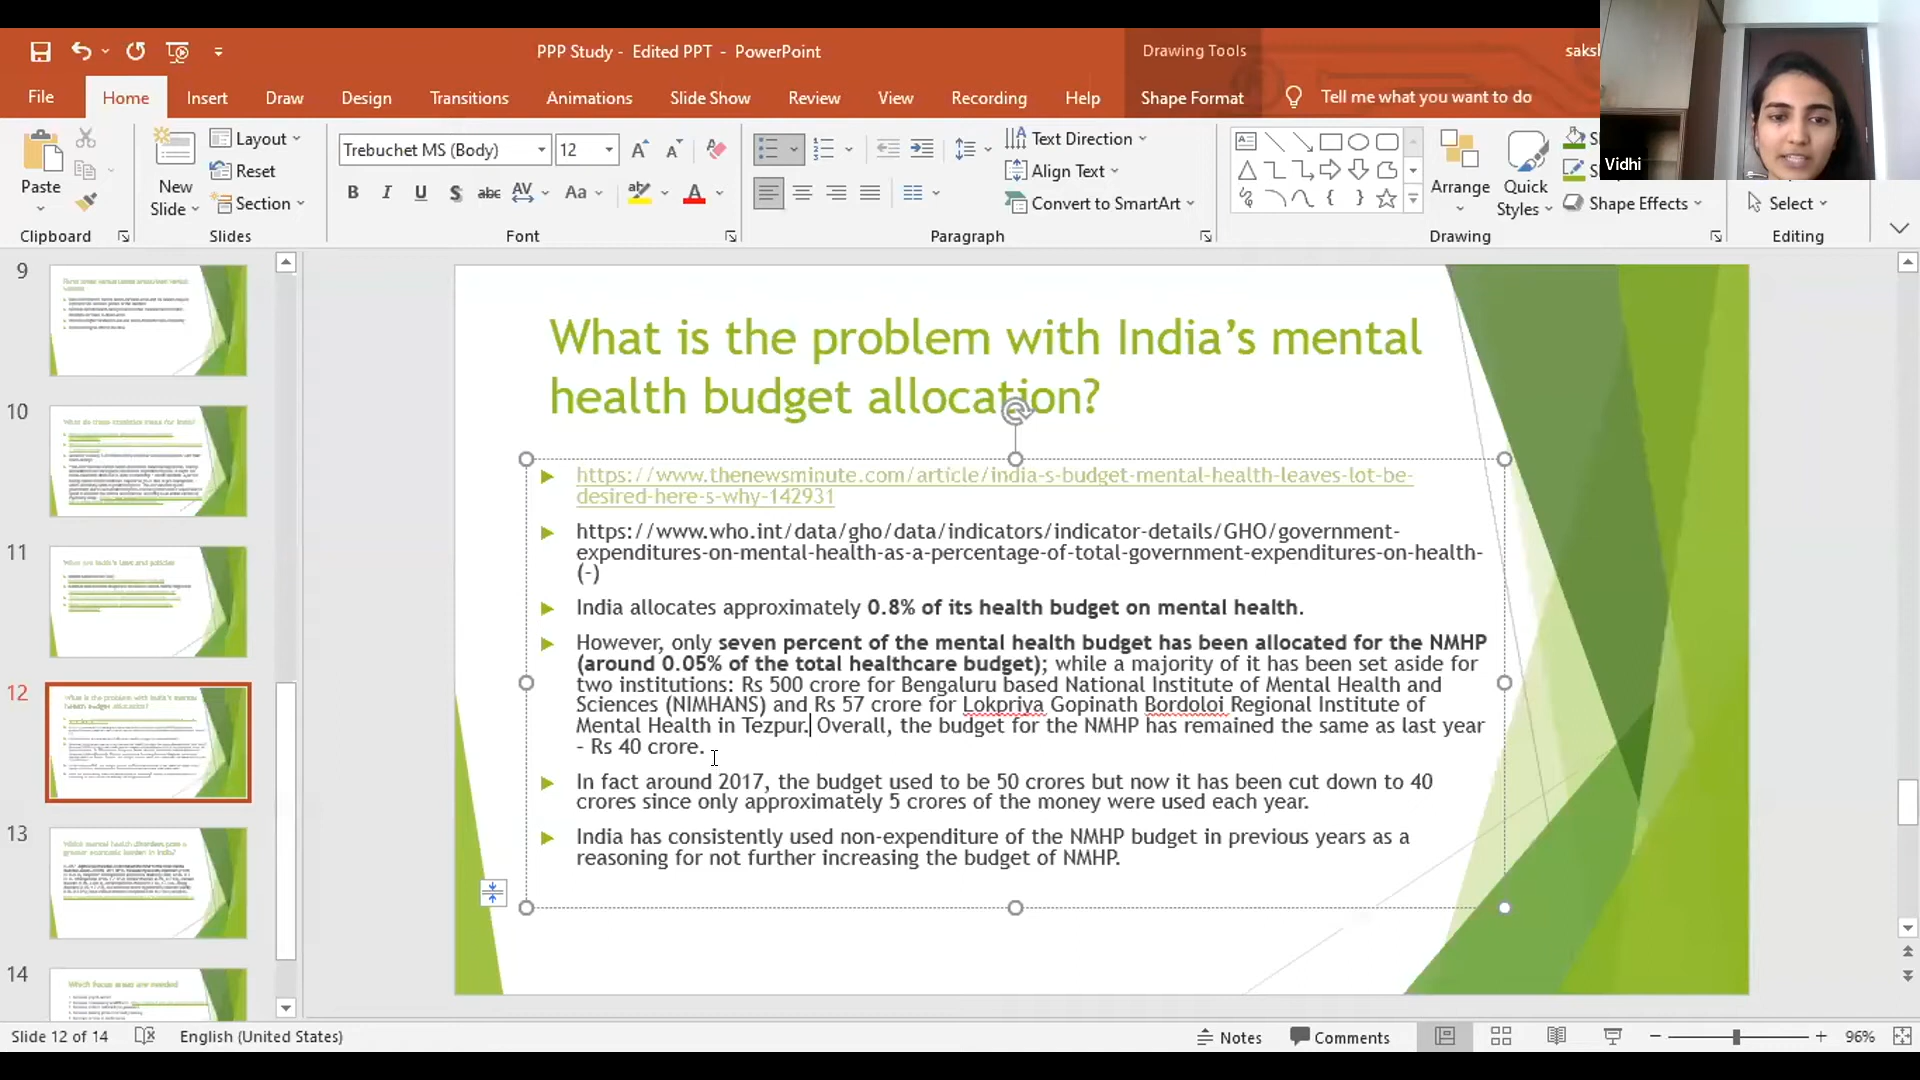 PPP Study - Edited PPT - PowerPoint
Drawing Tools
saksh
File
Home
Insert
Draw
Design
Transitions
Animations
Slide Show
Review
View
Recording
Help
Shape Format
Tell me what you want to do
Vidhi
Paste
New
Slide
Layout
Reset
Section
Trebuchet MS (Body)
12
Text Direction
Align Text
Convert to SmartArt
Arrange
Quick
Styles
Shape Effects
Select
Clipboard
Slides
Font
Paragraph
Drawing
Editing
9
10
11
12
13
14
What is the problem with India’s mental
health budget allocation?
https://www.thenewsminute.com/article/india-s-budget-mental-health-leaves-lot-be-
desired-here-s-why-142931
https://www.who.int/data/gho/data/indicators/indicator-details/GHO/government-
expenditures-on-mental-health-as-a-percentage-of-total-government-expenditures-on-health-
(-)
India allocates approximately 0.8% of its health budget on mental health.
However, only seven percent of the mental health budget has been allocated for the NMHP
(around 0.05% of the total healthcare budget); while a majority of it has been set aside for
two institutions: Rs 500 crore for Bengaluru based National Institute of Mental Health and
Sciences (NIMHANS) and Rs 57 crore for Lokpriya Gopinath Bordoloi Regional Institute of
Mental Health in Tezpur. Overall, the budget for the NMHP has remained the same as last year
- Rs 40 crore.
In fact around 2017, the budget used to be 50 crores but now it has been cut down to 40
crores since only approximately 5 crores of the money were used each year.
India has consistently used non-expenditure of the NMHP budget in previous years as a
reasoning for not further increasing the budget of NMHP.
Slide 12 of 14
English (United States)
Notes
Comments
96%